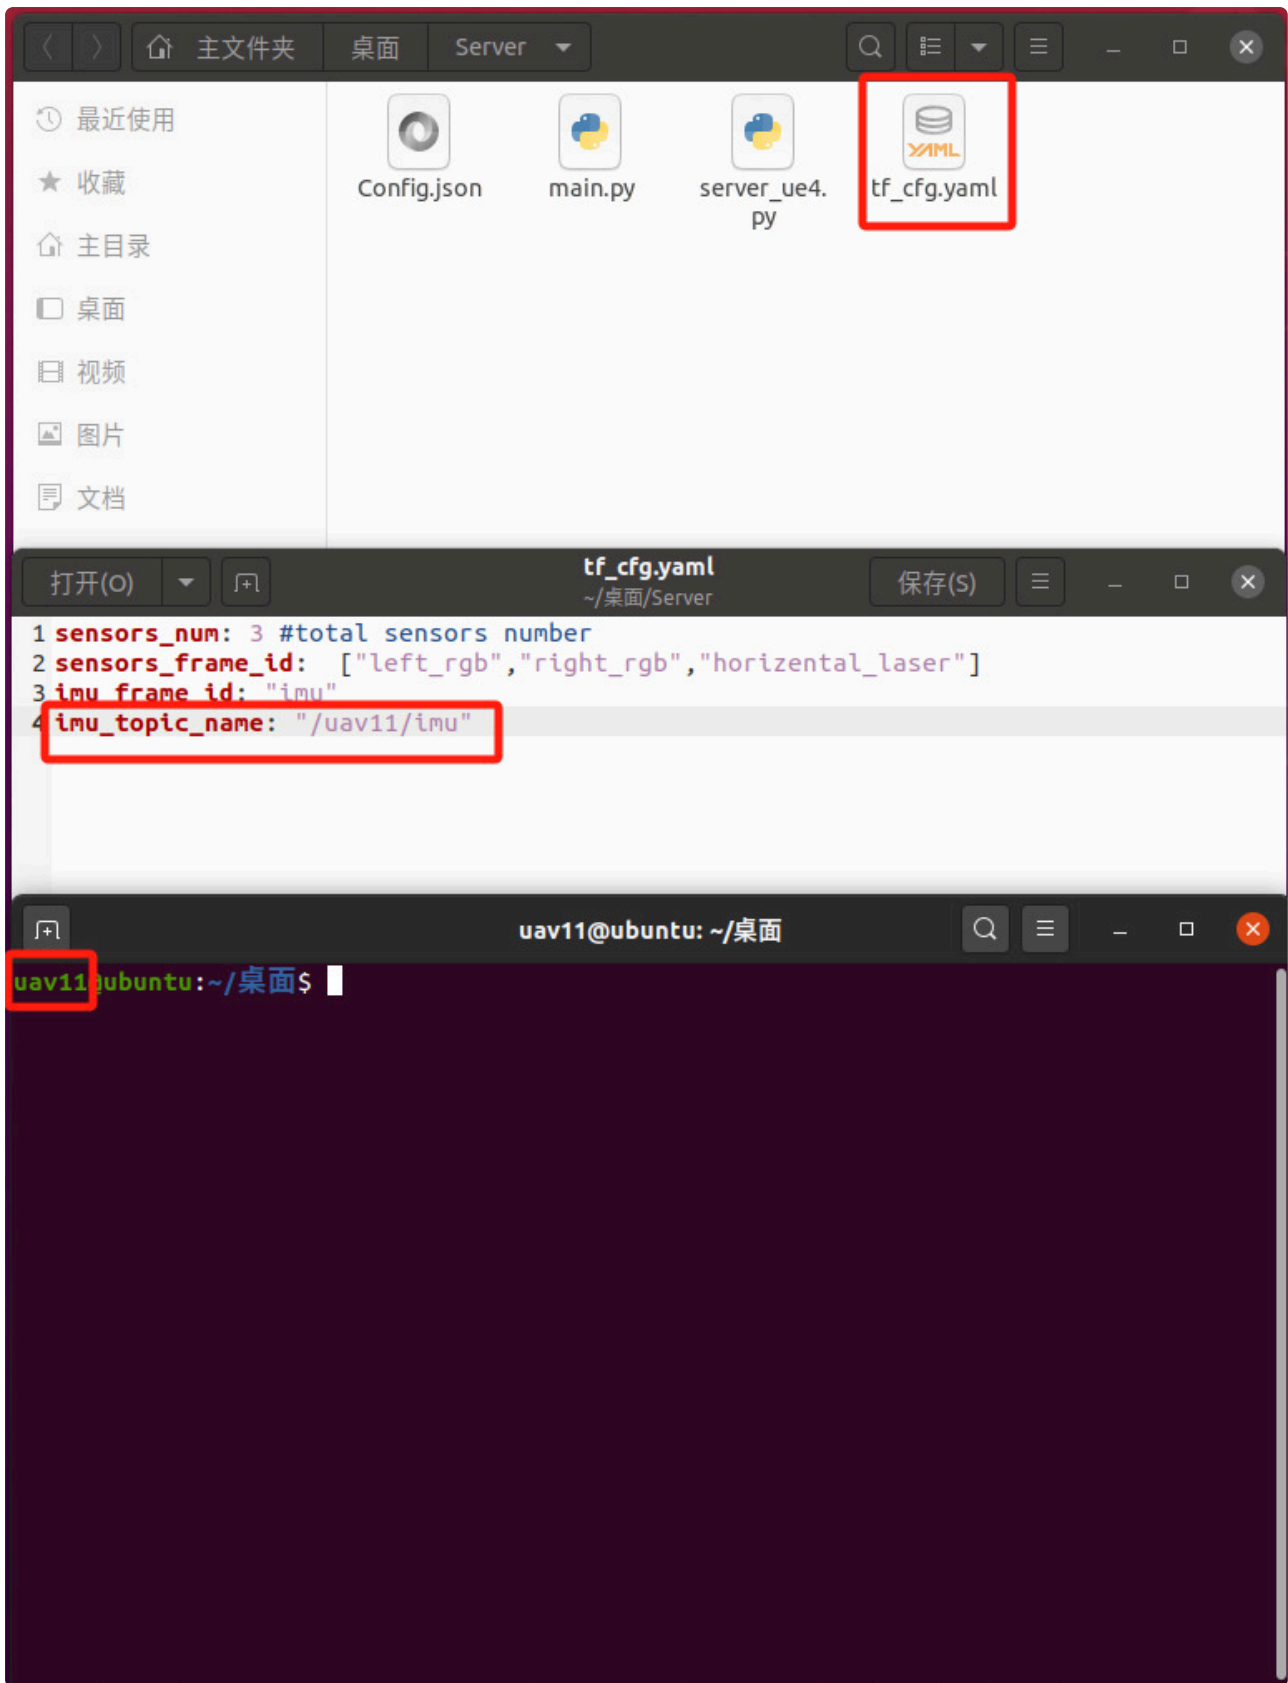 主文件夹 桌面 Server
最近使用
收藏
主目录
桌面
视频
图片
文档
Config.json
main.py
server_ue4.
py
YAML
tf_cfg.yaml
打开(O)
tf_cfg.yaml
~/桌面/Server
保存(S)
1 sensors_num: 3 #total sensors number
2 sensors_frame_id:  ["left_rgb","right_rgb","horizental_laser"]
3 imu_frame_id: "imu"
4 imu_topic_name: "/uav11/imu"
uav11@ubuntu: ~/桌面
uav11@ubuntu:~/桌面$